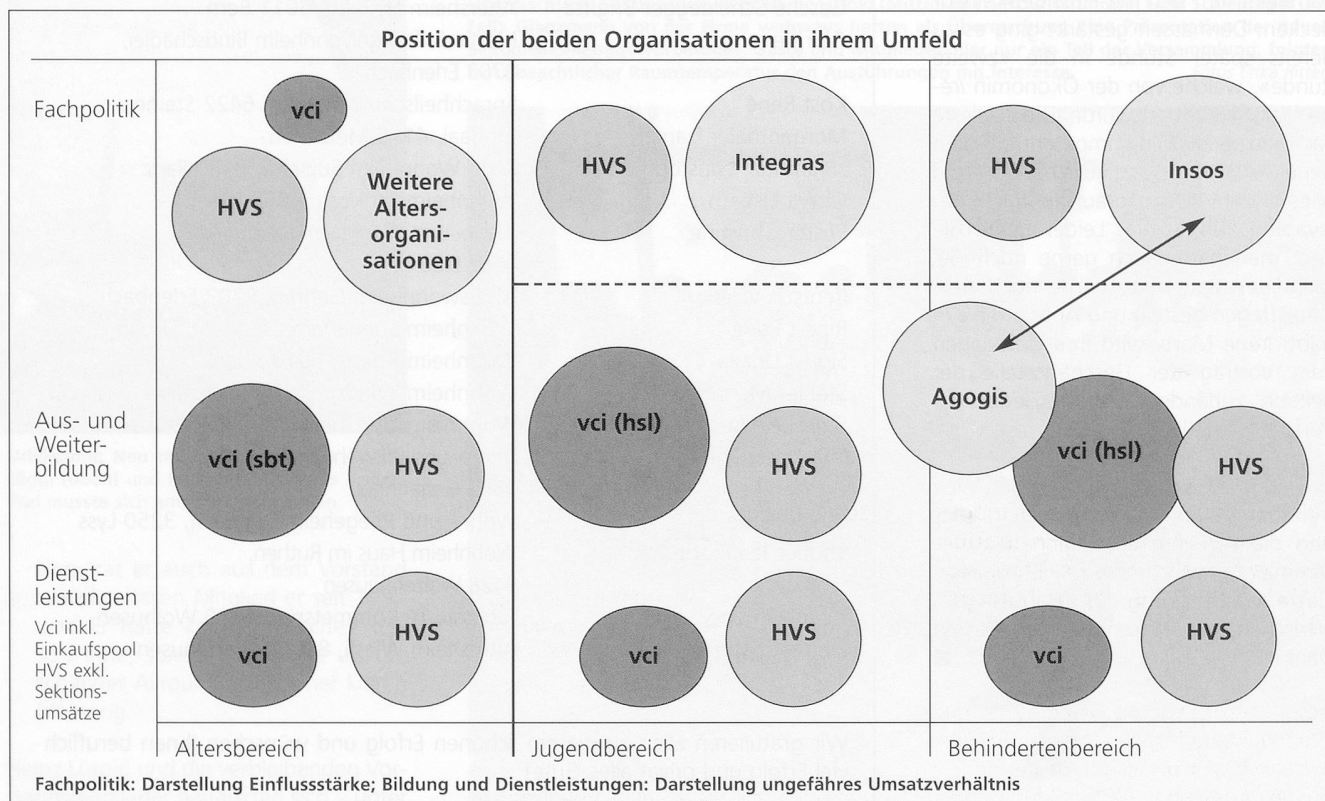 Position der beiden Organisationen in ihrem Umfeld
Fachpolitik
vci
HVS
Weitere
Alters-
organi-
sationen
HVS
Integras
HVS
Insos
Aus- und
Weiter-
bildung
vci (sbt)
HVS
vci (hsl)
HVS
Agogis
vci (hsl)
HVS
Dienst-
leistungen
Vci inkl.
Einkaufspool
HVS exkl.
Sektions-
umsätze
vci
HVS
vci
HVS
vci
HVS
Altersbereich
Jugendbereich
Behindertenbereich
Fachpolitik: Darstellung Einflussstärke; Bildung und Dienstleistungen: Darstellung ungefähres Umsatzverhältnis